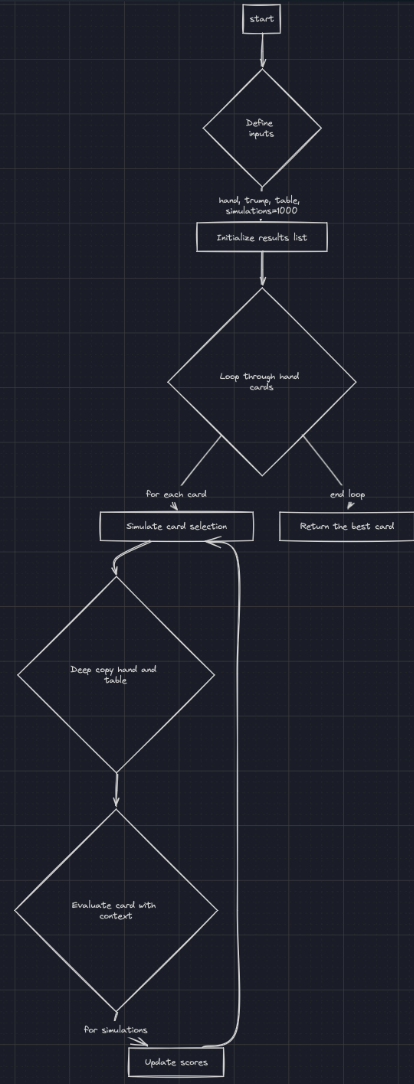 start
Define
inputs
hand, trump, table,
simulations=1000
Initialize results list
Loop through hand
cards
for each card
end loop
Simulate card selection
Return the best card
Deep copy hand and
table
Evaluate card with
context
for simulations
Update scores